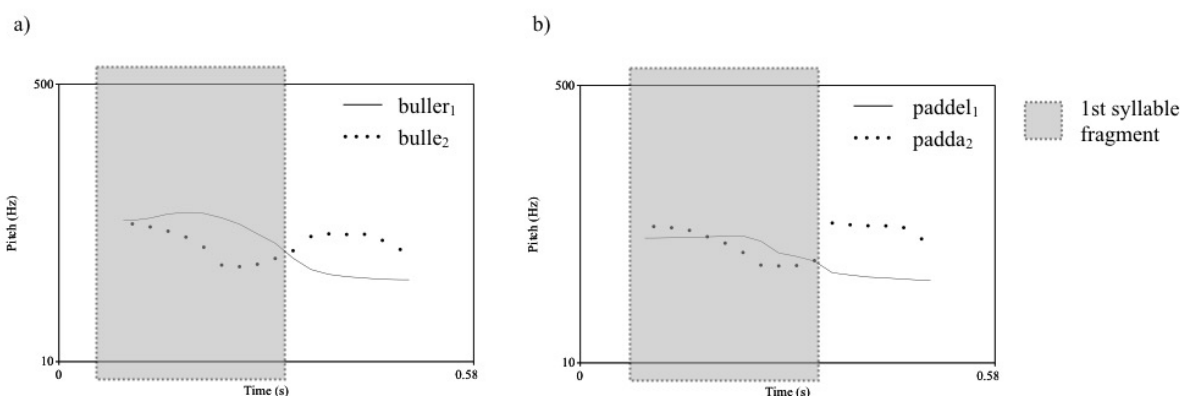 a)
500
buller₁
bulle₂
Pitch (Hz)
10
0
Time (s)
0.58
b)
500
paddel₁
padda₂
Pitch (Hz)
10
0
Time (s)
0.58
1st syllable
fragment